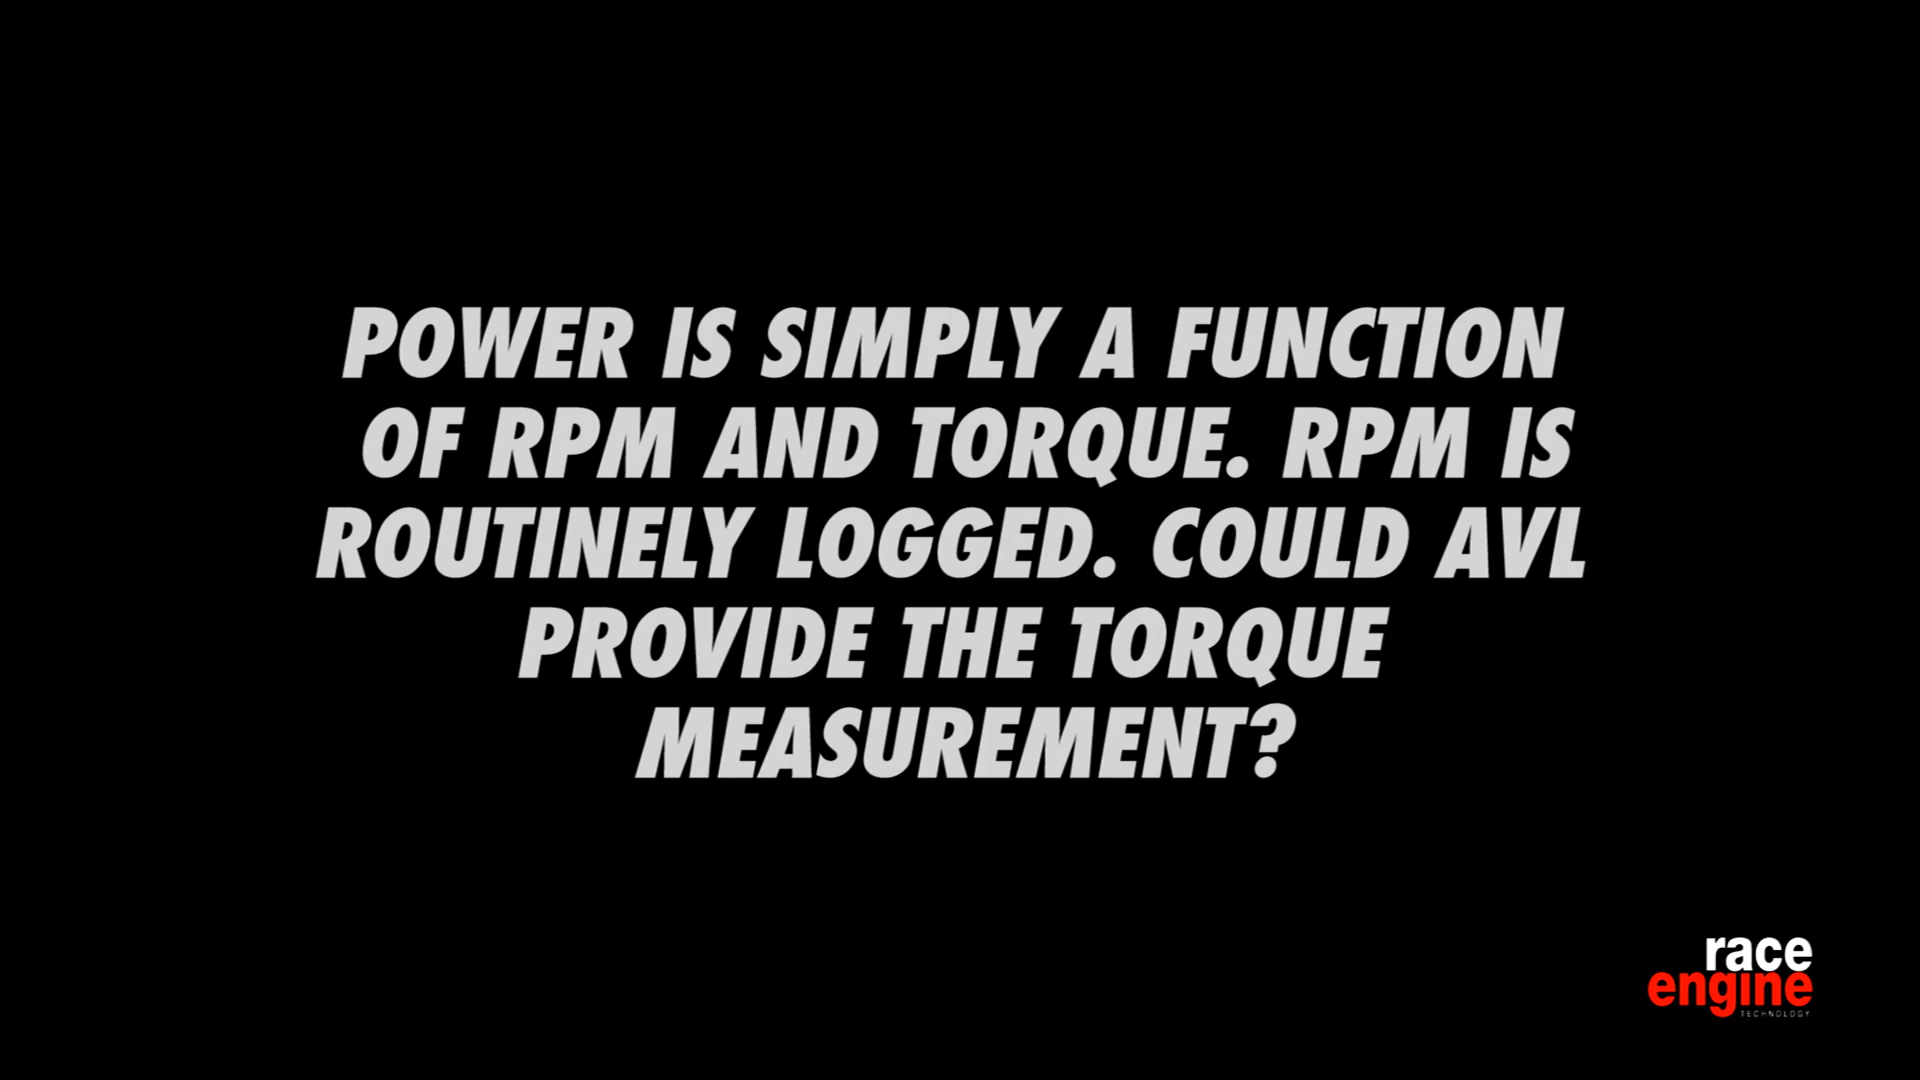 POWER IS SIMPLY A FUNCTION
OF RPM AND TORQUE. RPM IS
ROUTINELY LOGGED. COULD AVL
PROVIDE THE TORQUE
MEASUREMENT?
race
engine
TECHNOLOGY